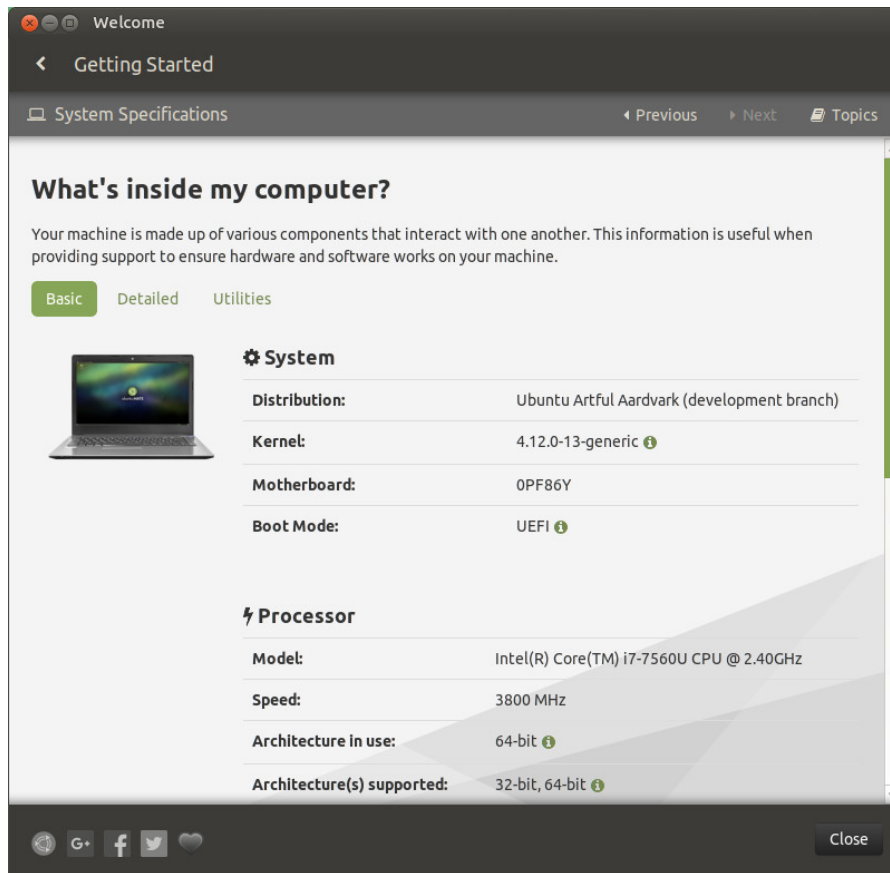 Welcome
Getting Started
System Specifications
Previous
Next
Topics
What's inside my computer?
Your machine is made up of various components that interact with one another. This information is useful when
providing support to ensure hardware and software works on your machine.
Basic
Detailed
Utilities
System
Distribution: Ubuntu Artful Aardvark (development branch)
Kernel: 4.12.0-13-generic
Motherboard: 0PF86Y
Boot Mode: UEFI
Processor
Model: Intel(R) Core(TM) i7-7560U CPU @ 2.40GHz
Speed: 3800 MHz
Architecture in use: 64-bit
Architecture(s) supported: 32-bit, 64-bit
G+
Close